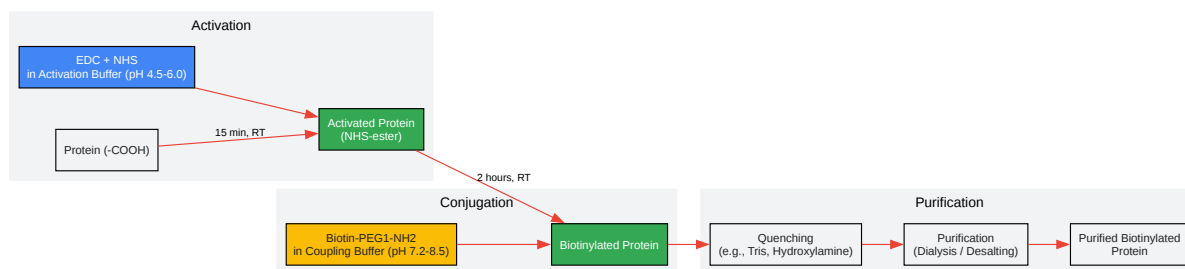 Activation
EDC + NHS
in Activation Buffer (pH 4.5-6.0)
Protein (-COOH)
15 min, RT
Activated Protein
(NHS-ester)
2 hours, RT
Conjugation
Biotin-PEG1-NH2
in Coupling Buffer (pH 7.2-8.5)
Biotinylated Protein
Purification
Quenching
(e.g., Tris, Hydroxylamine)
Purification
(Dialysis / Desalting)
Purified Biotinylated
Protein